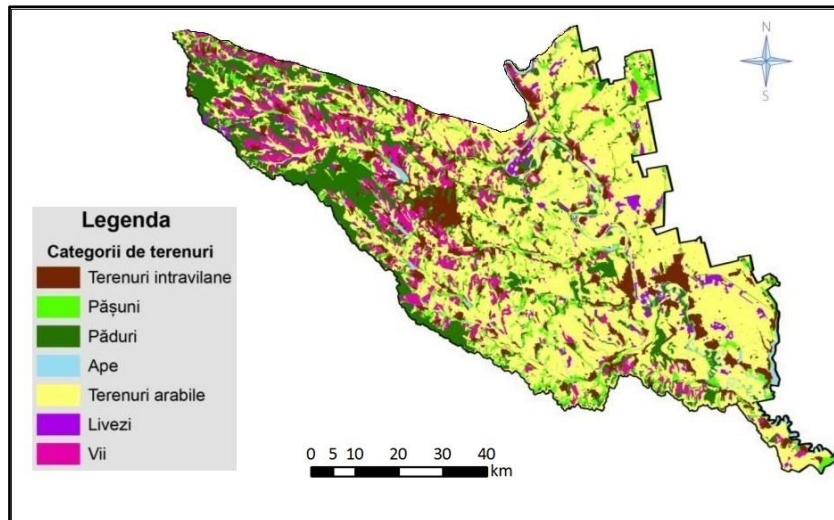 N
S
Legenda
Categorii de terenuri
Terenuri intravilane
Pășuni
Păduri
Ape
Terenuri arabile
Livezi
Vii
0 5 10 20 30 40
km